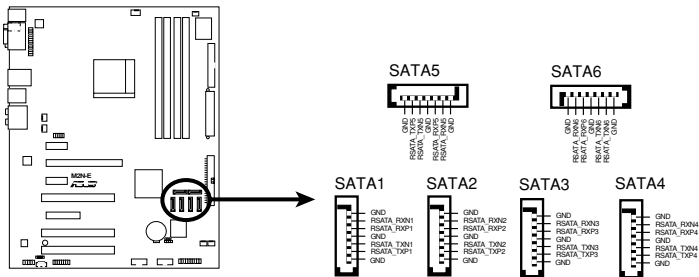 SATA5
SATA6
GND
RSATA_TXP5
RSATA_TXN5
GND
RSATA_RXP5
RSATA_RXN5
GND
GND
RSATA_RXN6
RSATA_RXP6
GND
RSATA_TXN6
RSATA_TXN6
GND
M2N-E
ASUS
SATA1
SATA2
SATA3
SATA4
GND
RSATA_RXN1
RSATA_RXP1
GND
RSATA_TXN1
RSATA_TXP1
GND
GND
RSATA_RXN2
RSATA_RXP2
GND
RSATA_TXN2
RSATA_TXP2
GND
GND
RSATA_RXN3
RSATA_RXP3
GND
RSATA_TXN3
RSATA_TXP3
GND
GND
RSATA_RXN4
RSATA_RXP4
GND
RSATA_TXN4
RSATA_TXP4
GND